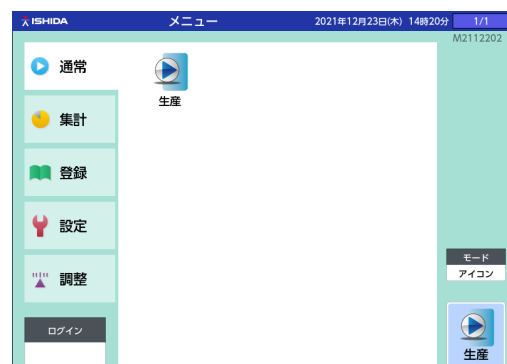 ISHIDA メニュー 2021年12月23日(木) 14時20分 1/1
M2112202
通常
生産
集計
登録
設定
調整
モード
アイコン
ログイン
生産